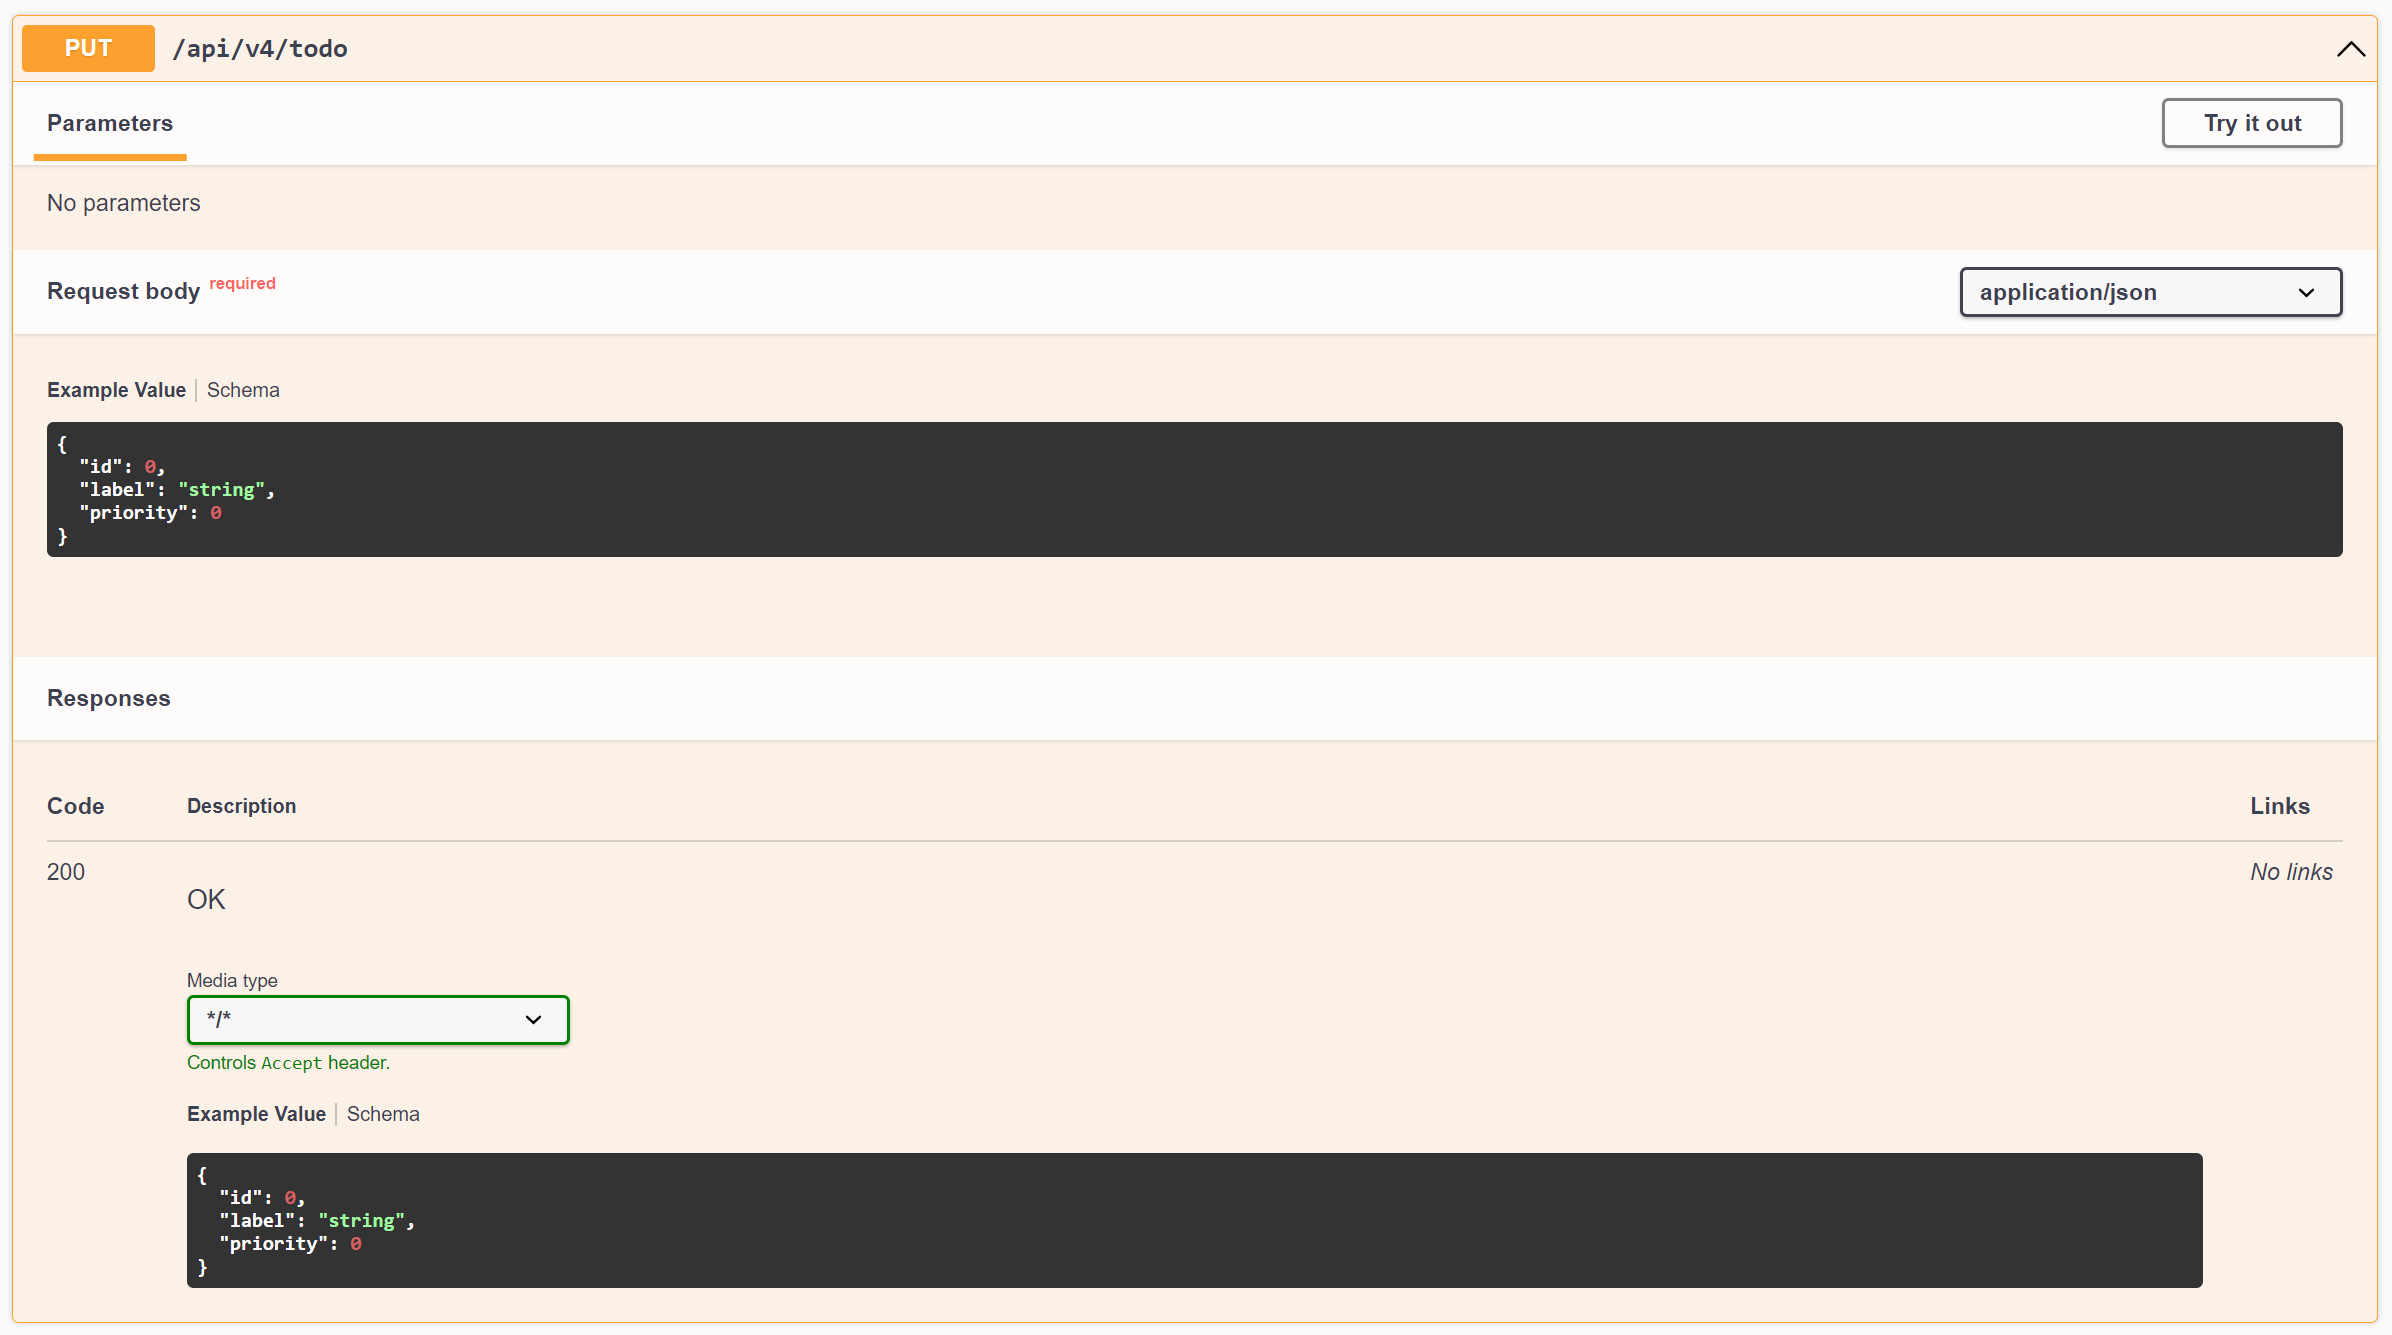 PUT /api/v4/todo
Parameters Try it out
No parameters
Request body required application/json
Example Value Schema
{
  "id": 0,
  "label": "string",
  "priority": 0
}
Responses
Code Description Links
200 No links
OK
Media type
*/*
Controls Accept header.
Example Value Schema
{
  "id": 0,
  "label": "string",
  "priority": 0
}